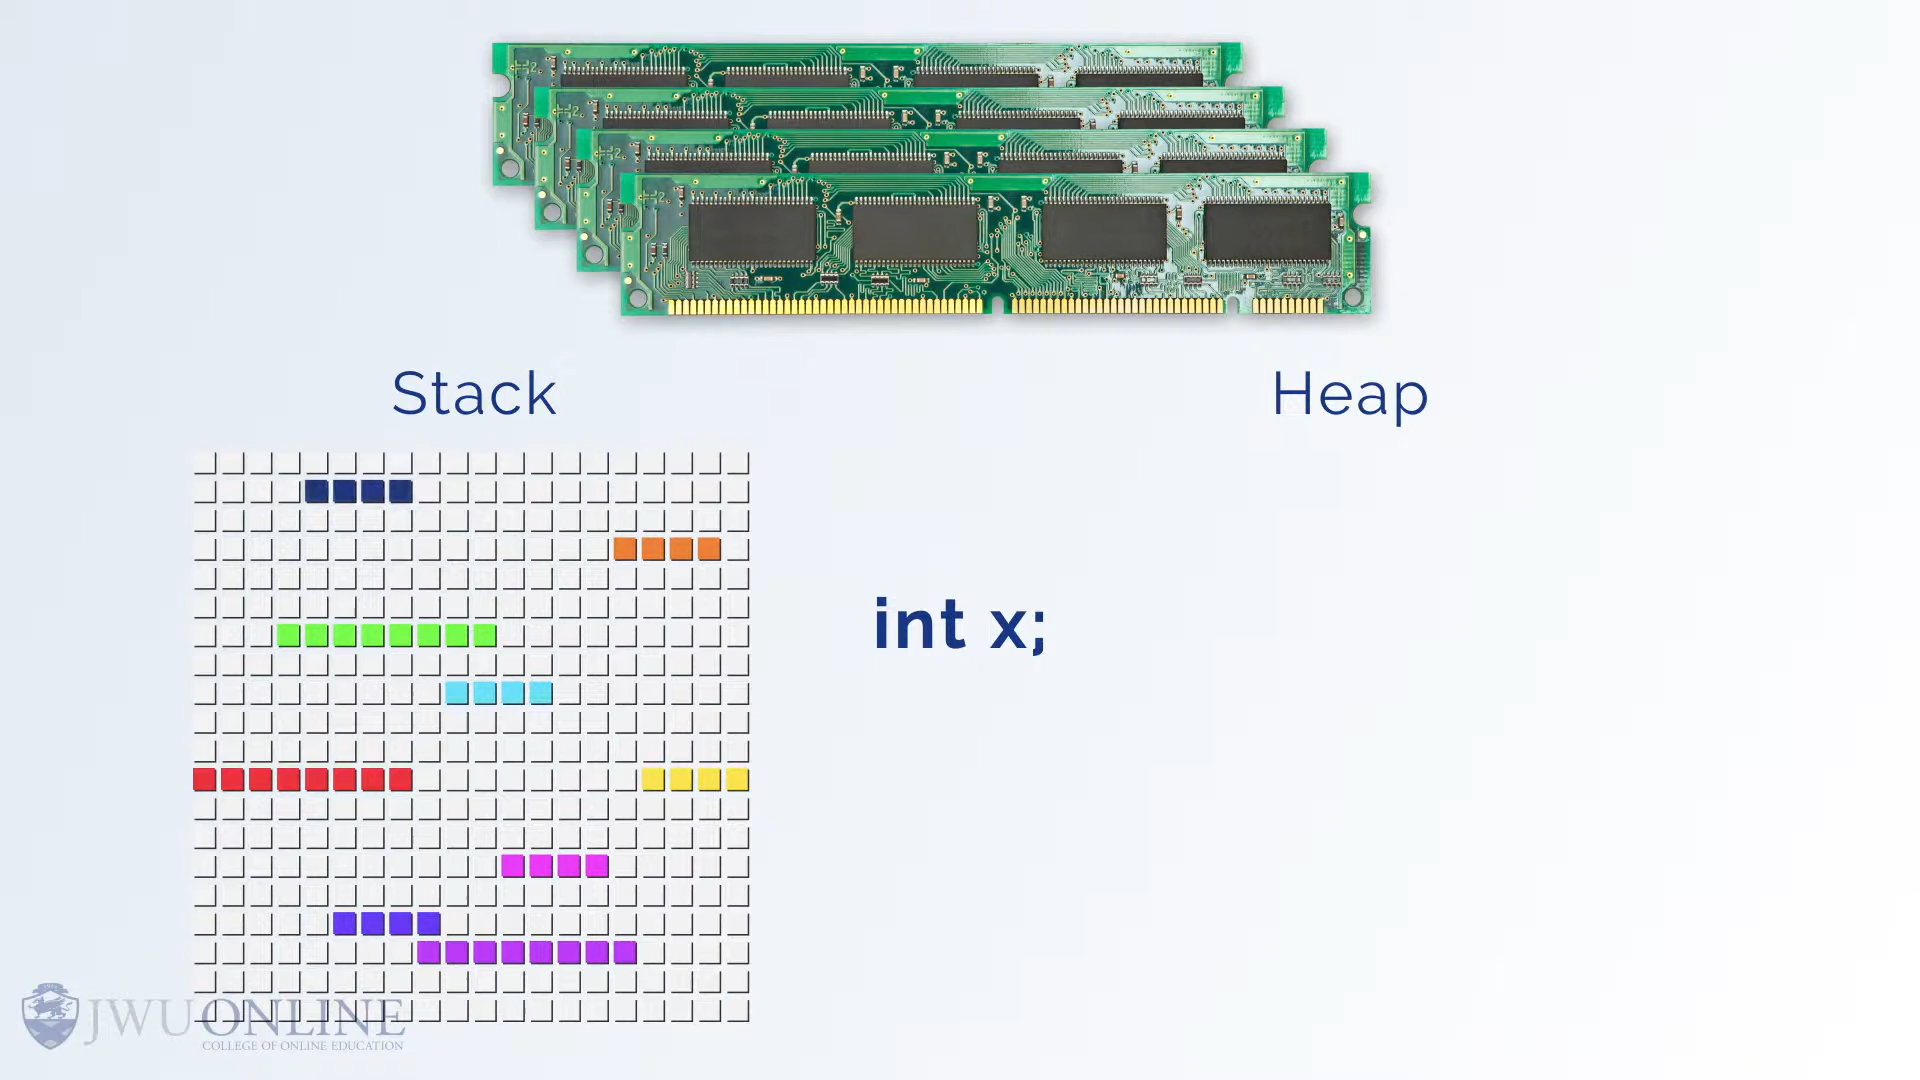 Stack
Heap
int x;
JWU ONLINE
COLLEGE OF ONLINE EDUCATION